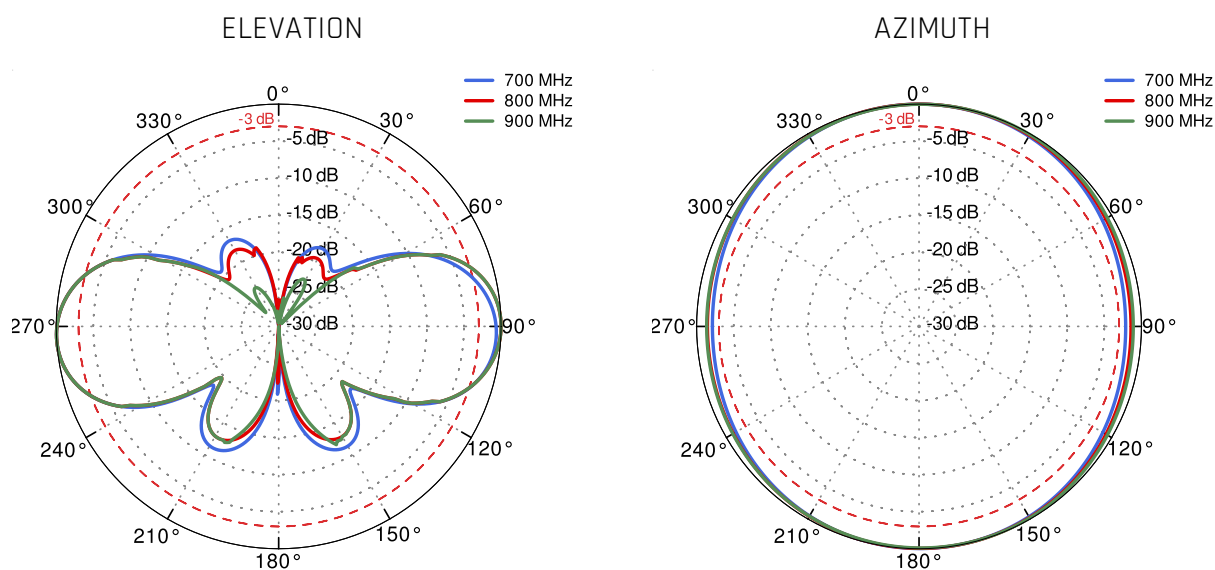 ELEVATION
700 MHz
800 MHz
900 MHz
0°
330°
-3 dB
30°
-5 dB
-10 dB
300°
-15 dB
60°
-20 dB
-25 dB
270°
-30 dB
90°
240°
120°
210°
150°
180°
AZIMUTH
700 MHz
800 MHz
900 MHz
0°
330°
-3 dB
30°
-5 dB
-10 dB
300°
-15 dB
60°
-20 dB
-25 dB
270°
-30 dB
90°
240°
120°
210°
150°
180°